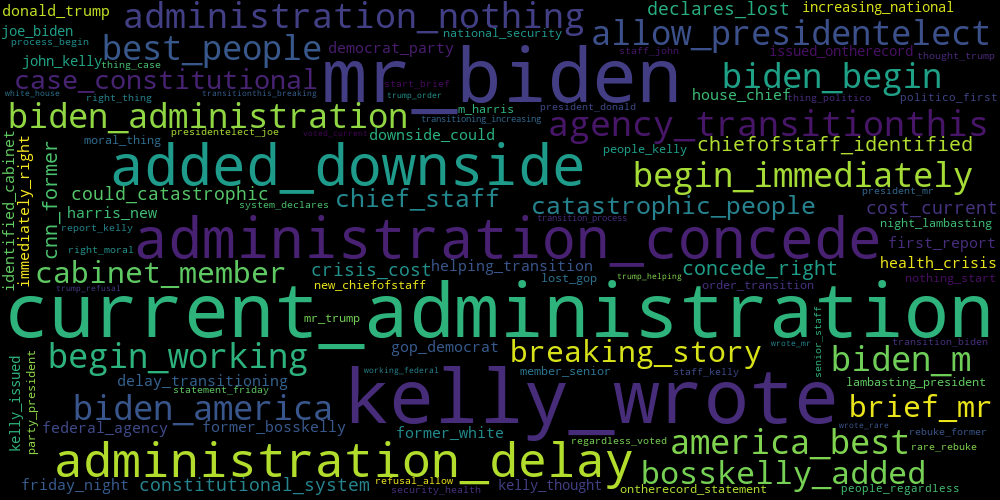 donald_trump administration_nothing declares_lost increasing_national
joe_biden best_people democrat_party national_security allow_presidentelect
process_begin staff_john issued_ontherecord thought_trump
john_kelly thing_case mr_biden biden_begin
case_constitutional start_brief house_chief thing_politico politico_first
white_house right_thing transitionthis_breaking trump_order
biden_administration m_harris president_donald agency_transitionthis
transitioning_increasing
presidentelect_joe voted_current downside_could
moral_thing people_kelly chiefofstaff_identified
identified_cabinet immediately_right cnn_former added_downside begin_immediately
could_catastrophic chief_staff president_mr
harris_new system_declares catastrophic_people cost_current
transition_process night_lambasting
report_kelly administration_concede first_report
right_moral health_crisis
cabinet_member crisis_cost helping_transition concede_right
trump_refusal new_chiefofstaff lost_gop trump_helping order_transition nothing_start
current_administration
mr_trump senior_staff
begin_working gop_democrat breaking_story wrote_mr transition_biden biden_m
kelly_issued party_president delay_transitioning working_federal member_senior staff_kelly lambasting_president
statement_friday
biden_america kelly_wrote brief_mr
federal_agency former_bosskelly former_white wrote_rare rebuke_former
regardless_voted america_best rare_rebuke
administration_delay bosskelly_added
friday_night constitutional_system refusal_allow kelly_thought ontherecord_statement people_regardless
security_health